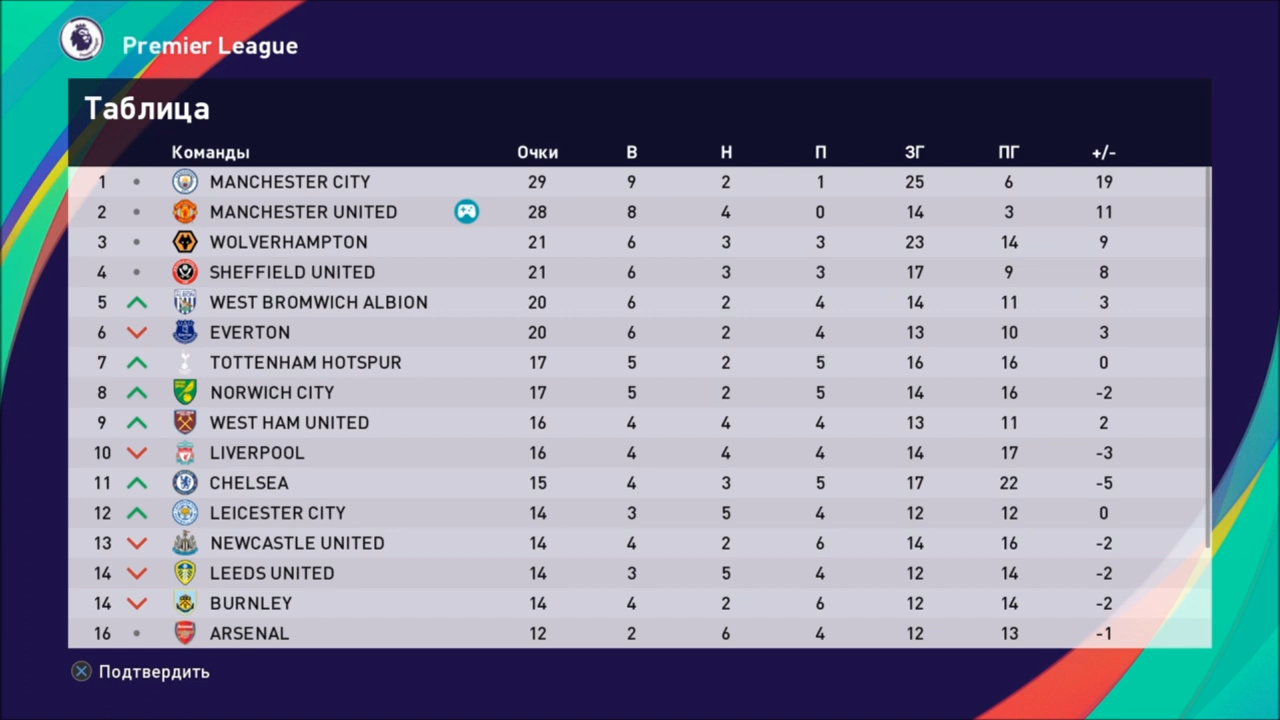 Premier League
Таблица
Команды Очки В Н П ЗГ ПГ +/-
1 MANCHESTER CITY 29 9 2 1 25 6 19
2 MANCHESTER UNITED 28 8 4 0 14 3 11
3 WOLVERHAMPTON 21 6 3 3 23 14 9
4 SHEFFIELD UNITED 21 6 3 3 17 9 8
5 WEST BROMWICH ALBION 20 6 2 4 14 11 3
6 EVERTON 20 6 2 4 13 10 3
7 TOTTENHAM HOTSPUR 17 5 2 5 16 16 0
8 NORWICH CITY 17 5 2 5 14 16 -2
9 WEST HAM UNITED 16 4 4 4 13 11 2
10 LIVERPOOL 16 4 4 4 14 17 -3
11 CHELSEA 15 4 3 5 17 22 -5
12 LEICESTER CITY 14 3 5 4 12 12 0
13 NEWCASTLE UNITED 14 4 2 6 14 16 -2
14 LEEDS UNITED 14 3 5 4 12 14 -2
14 BURNLEY 14 4 2 6 12 14 -2
16 ARSENAL 12 2 6 4 12 13 -1
Подтвердить